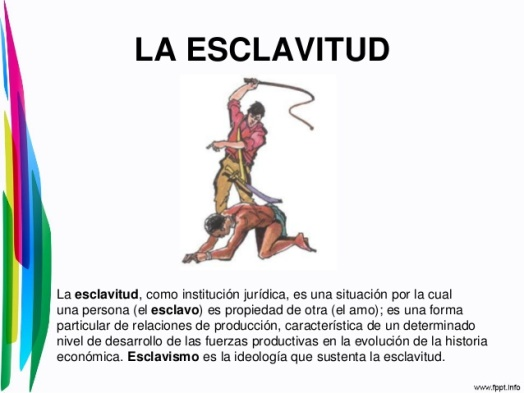 LA ESCLAVITUD
La esclavitud, como institución jurídica, es una situación por la cual
una persona (el esclavo) es propiedad de otra (el amo); es una forma
particular de relaciones de producción, característica de un determinado
nivel de desarrollo de las fuerzas productivas en la evolución de la historia
económica. Esclavismo es la ideología que sustenta la esclavitud.
www.fppt.info